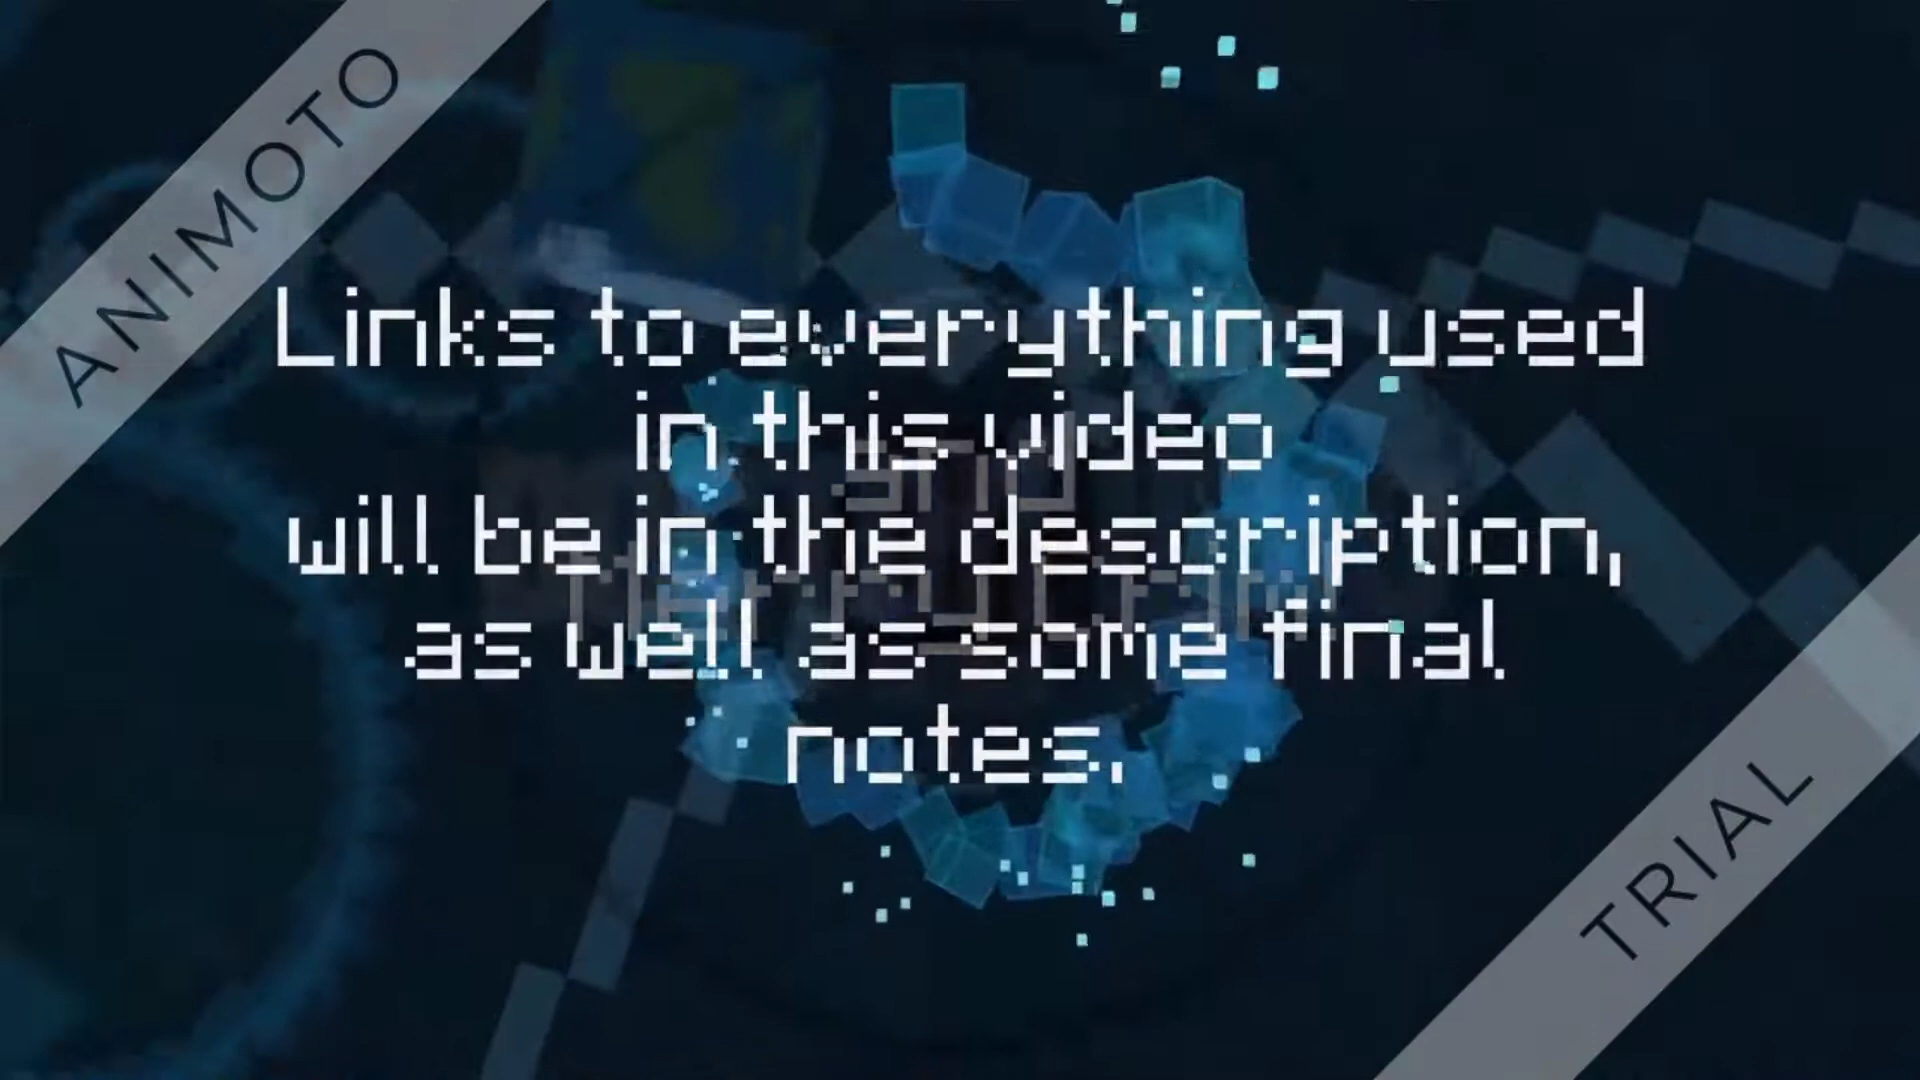 ANIMOTO
Links to everything used
in this video
will be in the description,
as well as some final
notes.
and
TRIAL